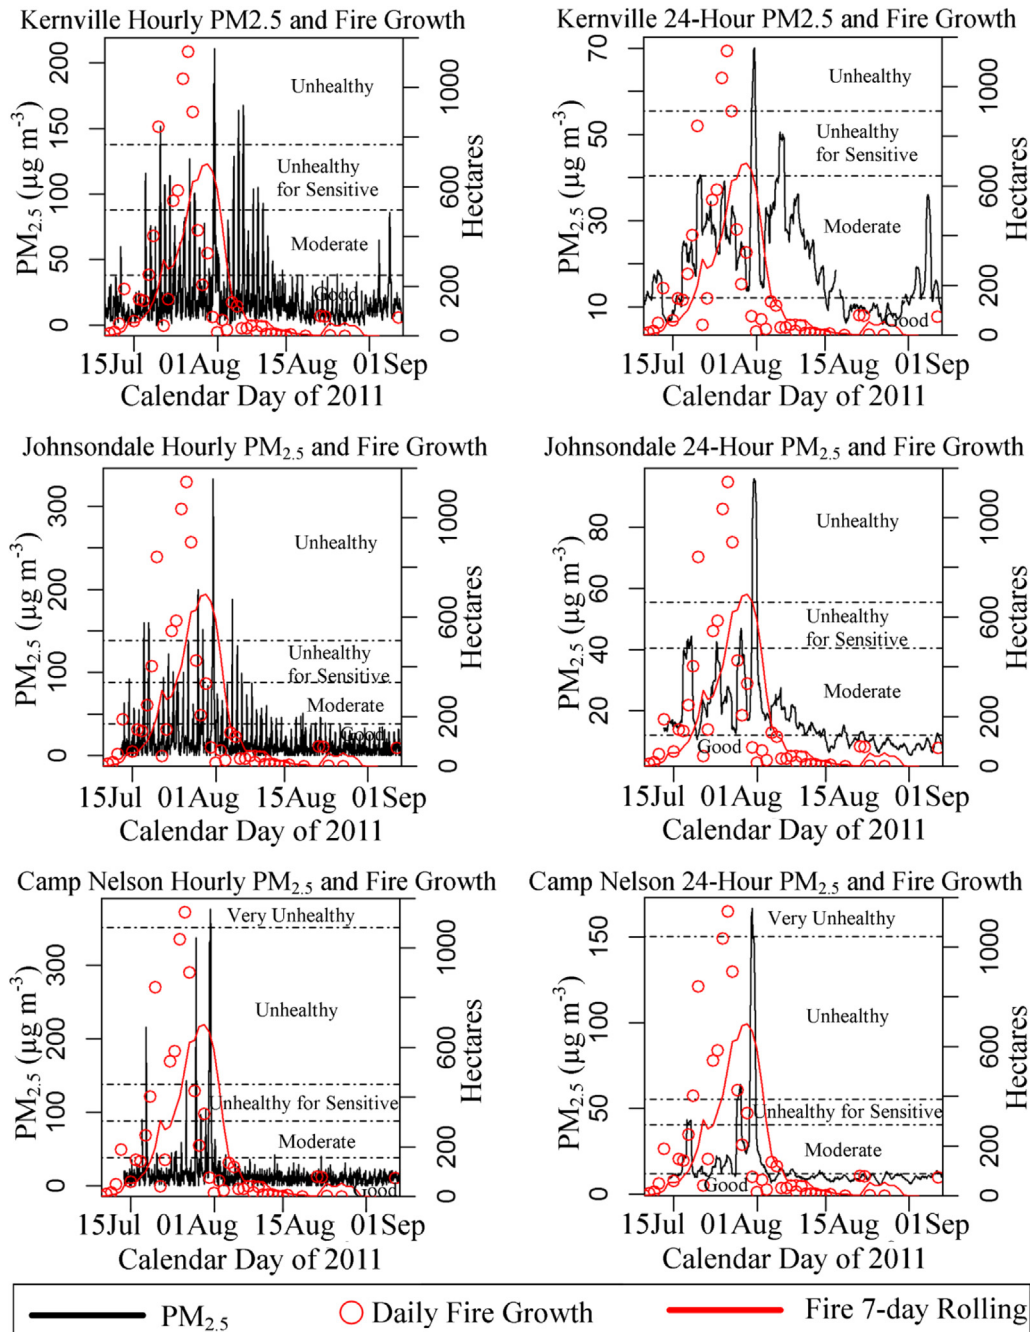 Kernville Hourly PM2.5 and Fire Growth
PM2.5 (µg m-3)
0 50 100 150 200
Unhealthy
Unhealthy
for Sensitive
Moderate
Good
0 200 600 1000
Hectares
15Jul 01Aug 15Aug 01Sep
Calendar Day of 2011
Kernville 24-Hour PM2.5 and Fire Growth
PM2.5 (µg m-3)
10 30 50 70
Unhealthy
Unhealthy
for Sensitive
Moderate
ood
0 200 600 1000
Hectares
15Jul 01Aug 15Aug 01Sep
Calendar Day of 2011
Johnsondale Hourly PM2.5 and Fire Growth
PM2.5 (µg m-3)
0 100 200 300
Unhealthy
Unhealthy
for Sensitive
Moderate
Good
0 200 600 1000
Hectares
15Jul 01Aug 15Aug 01Sep
Calendar Day of 2011
Johnsondale 24-Hour PM2.5 and Fire Growth
PM2.5 (µg m-3)
20 40 60 80
Unhealthy
Unhealthy
for Sensitive
Moderate
Good
0 200 600 1000
Hectares
15Jul 01Aug 15Aug 01Sep
Calendar Day of 2011
Camp Nelson Hourly PM2.5 and Fire Growth
PM2.5 (µg m-3)
0 100 200 300
Very Unhealthy
Unhealthy
Unhealthy for Sensitive
Moderate
ood
0 200 600 1000
Hectares
15Jul 01Aug 15Aug 01Sep
Calendar Day of 2011
Camp Nelson 24-Hour PM2.5 and Fire Growth
PM2.5 (µg m-3)
0 50 100 150
Very Unhealthy
Unhealthy
Unhealthy for Sensitive
Moderate
Good
0 200 600 1000
Hectares
15Jul 01Aug 15Aug 01Sep
Calendar Day of 2011
PM2.5 Daily Fire Growth Fire 7-day Rolling